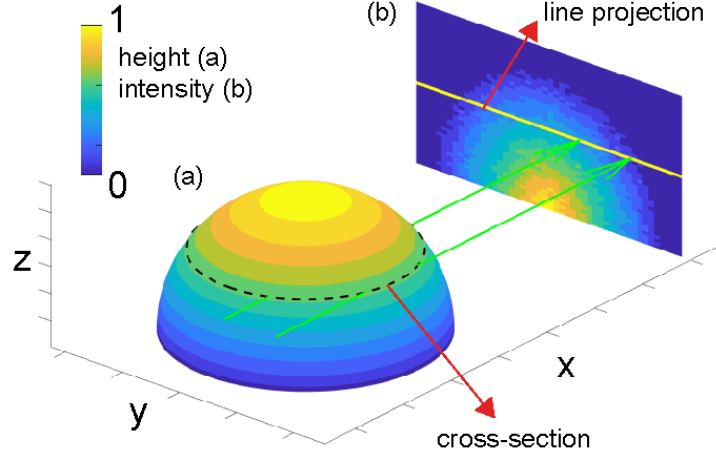 1
height (a)
intensity (b)
0
(a)
(b)
line projection
z
y
x
cross-section